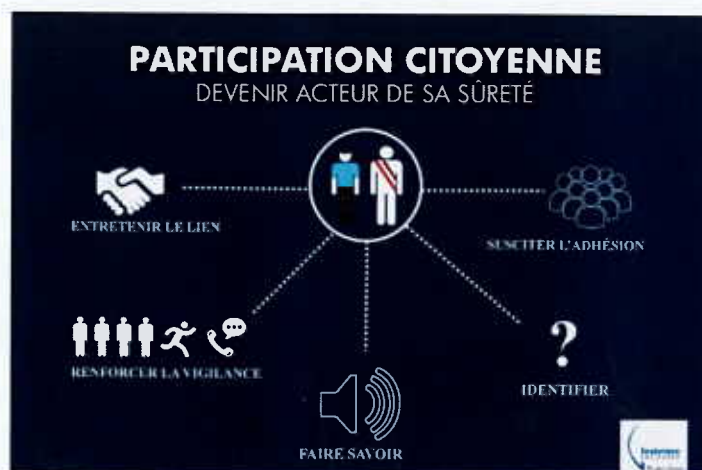 PARTICIPATION CITOYENNE
DEVENIR ACTEUR DE SA SÛRETÉ
ENTRETENIR LE LIEN
SUSCITER L'ADHÉSION
RENFORCER LA VIGILANCE
IDENTIFIER
FAIRE SAVOIR